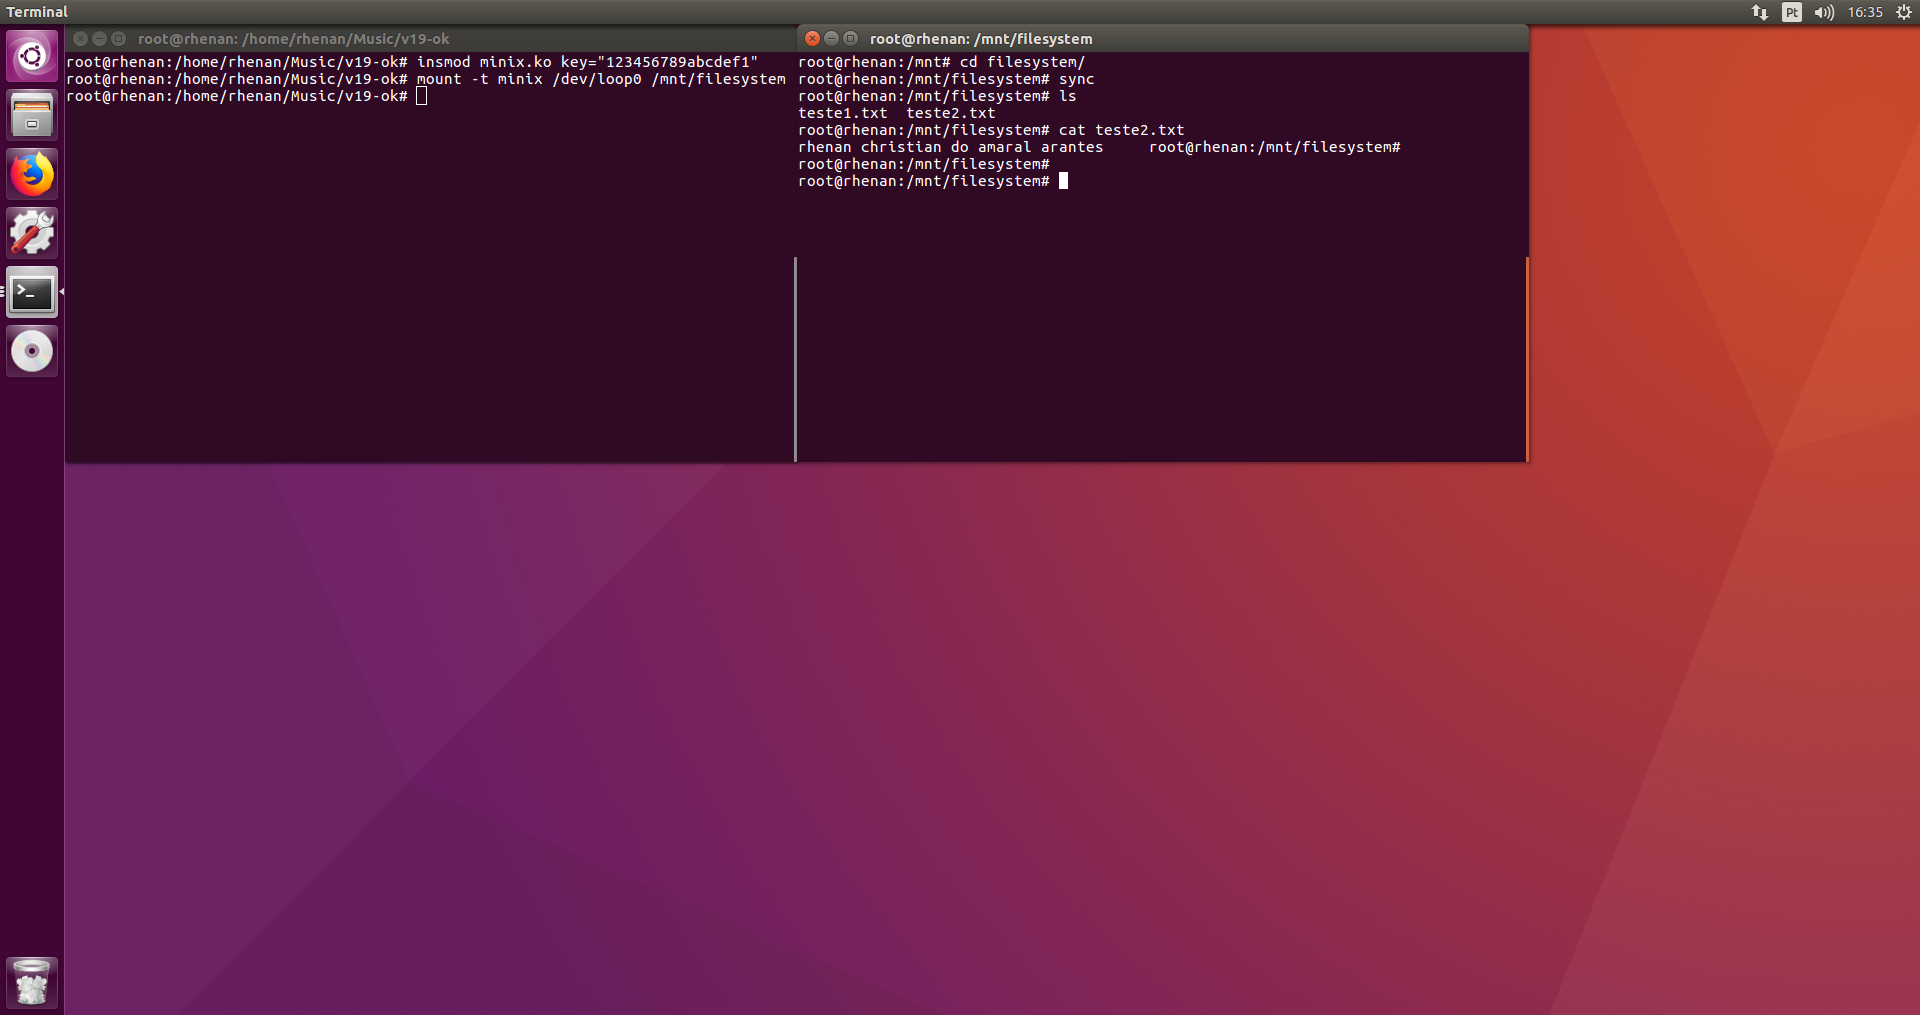 Terminal
Pt
16:35
root@rhenan: /home/rhenan/Music/v19-ok
root@rhenan:/home/rhenan/Music/v19-ok# insmod minix.ko key="123456789abcdef1"
root@rhenan:/home/rhenan/Music/v19-ok# mount -t minix /dev/loop0 /mnt/filesystem
root@rhenan:/home/rhenan/Music/v19-ok#
root@rhenan: /mnt/filesystem
root@rhenan:/mnt# cd filesystem/
root@rhenan:/mnt/filesystem# sync
root@rhenan:/mnt/filesystem# ls
teste1.txt  teste2.txt
root@rhenan:/mnt/filesystem# cat teste2.txt
rhenan christian do amaral arantes     root@rhenan:/mnt/filesystem#
root@rhenan:/mnt/filesystem#
root@rhenan:/mnt/filesystem#